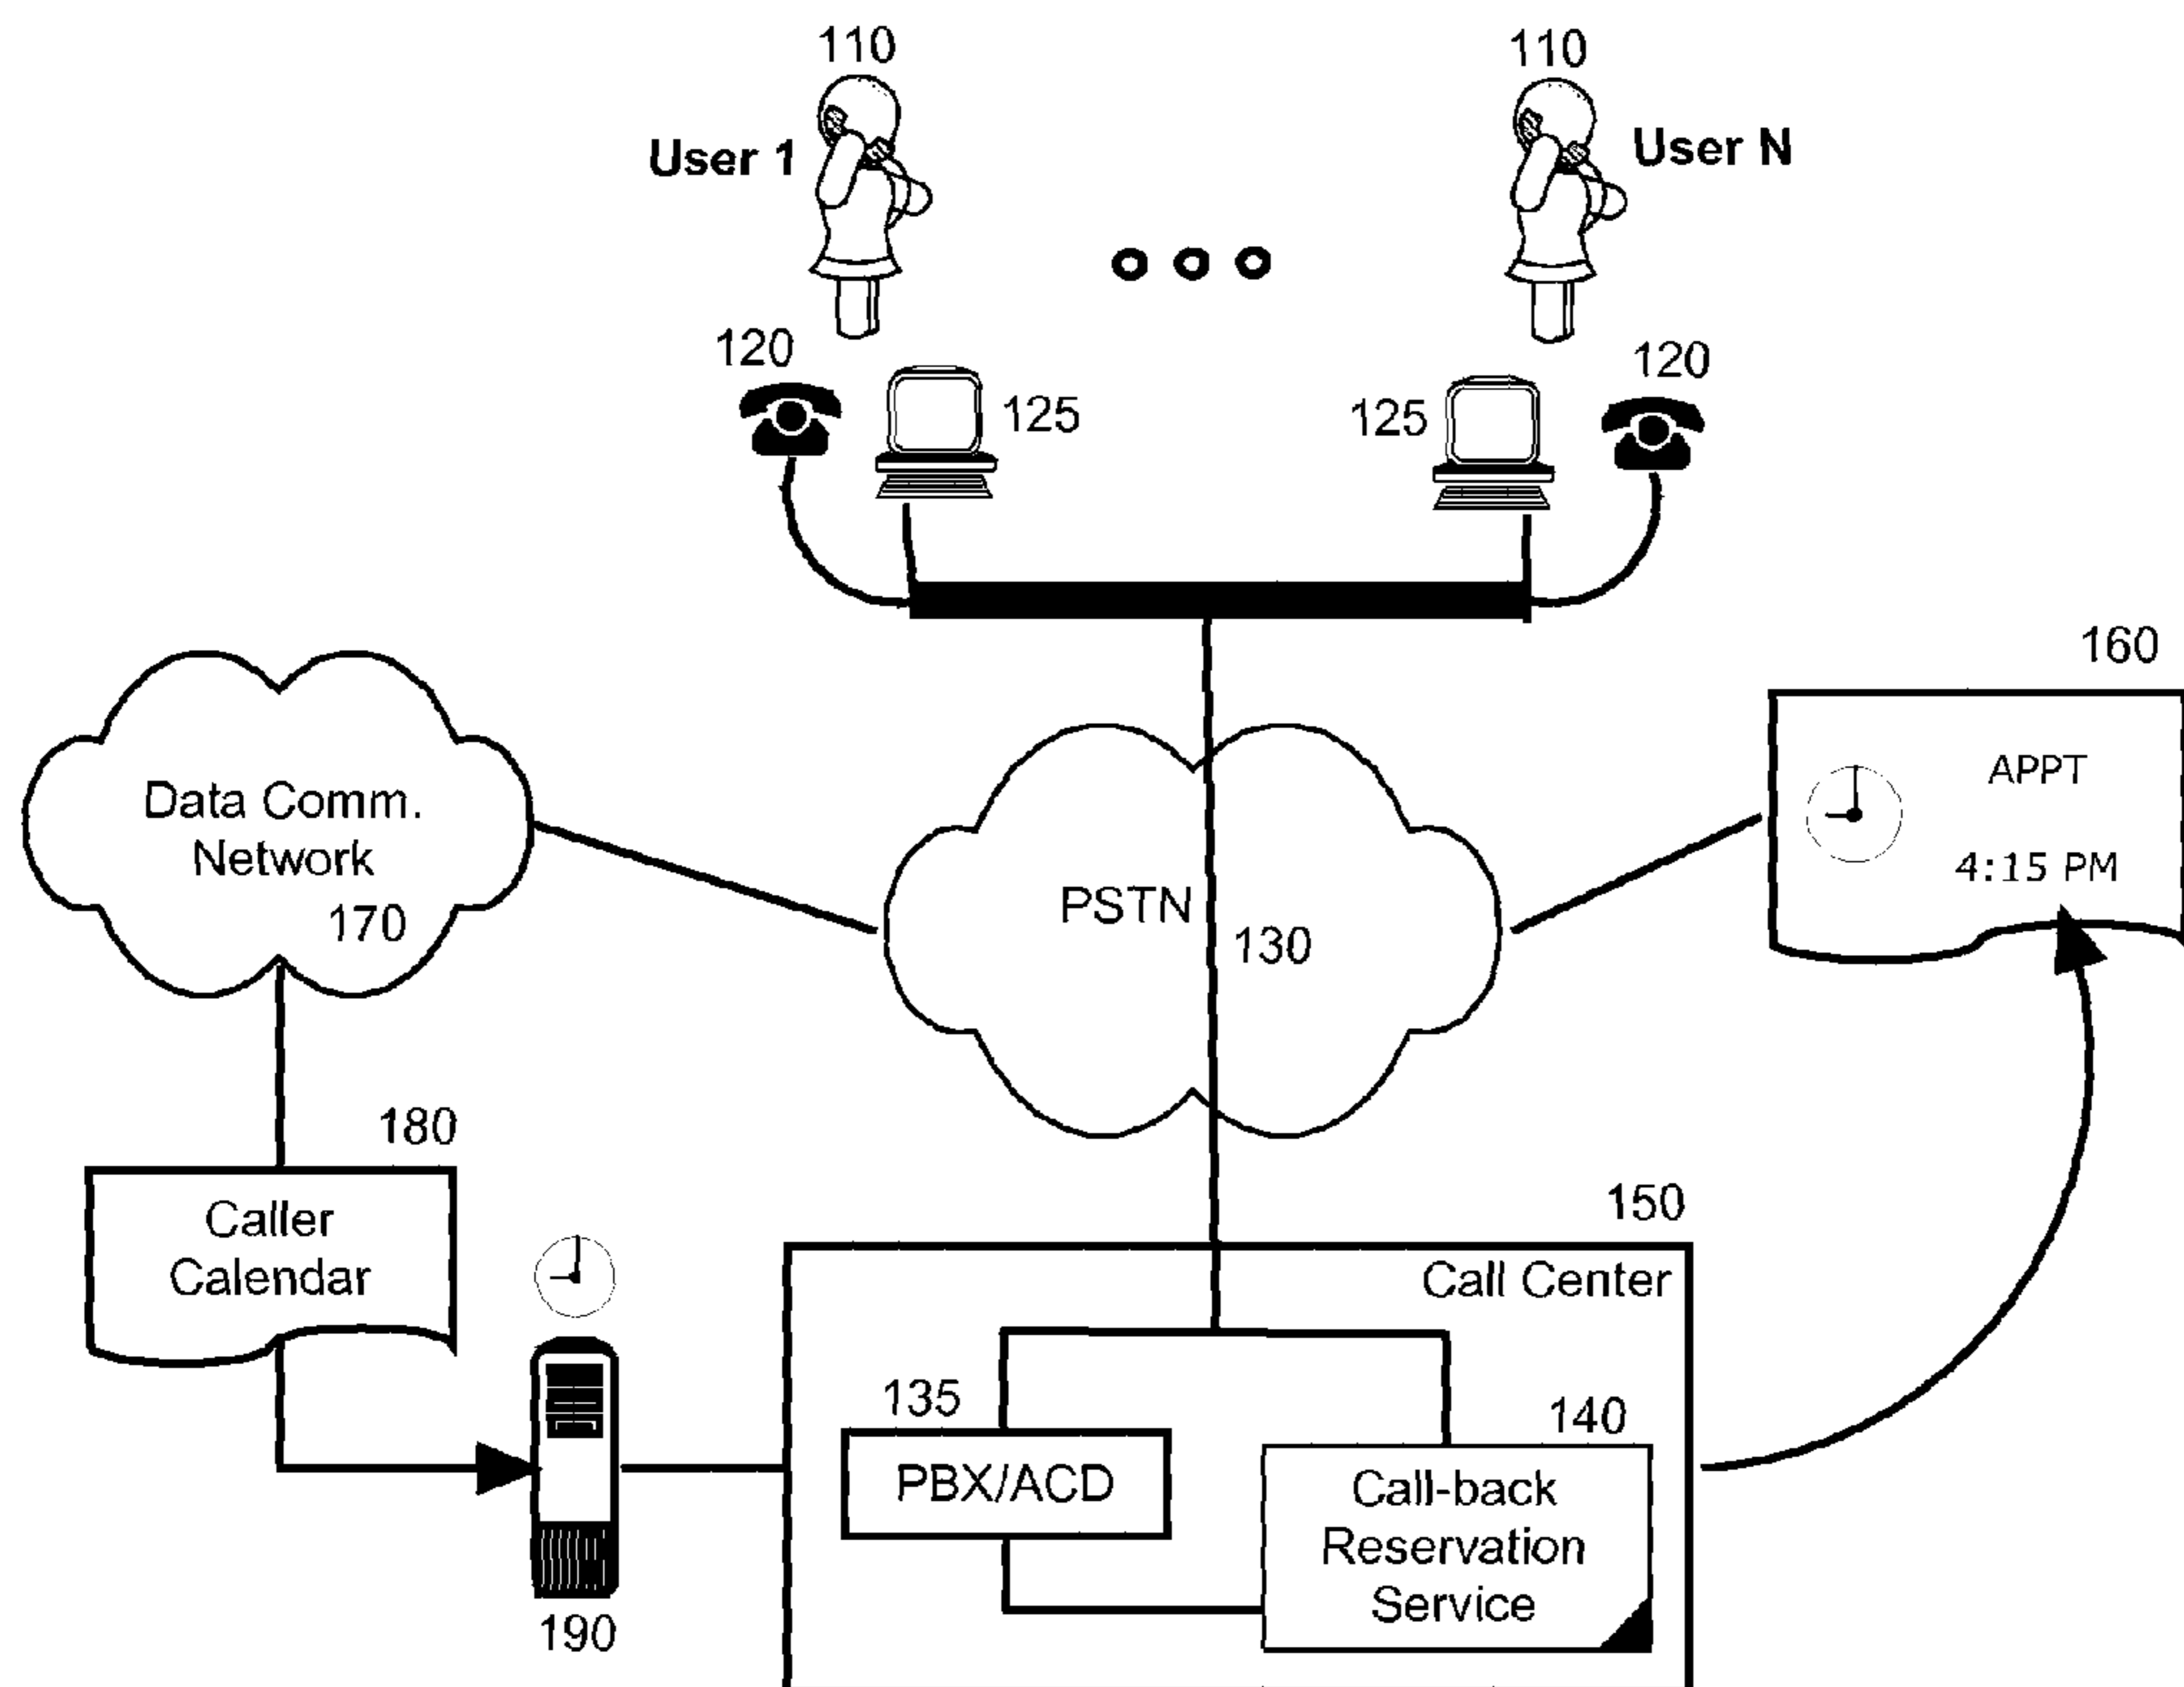 110
110
User 1
User N
120
120
125
125
160
APPT
4:15 PM
Data Comm.
Network
170
PSTN
130
180
Caller
Calendar
150
Call Center
135
PBX/ACD
140
Call-back
Reservation
Service
190